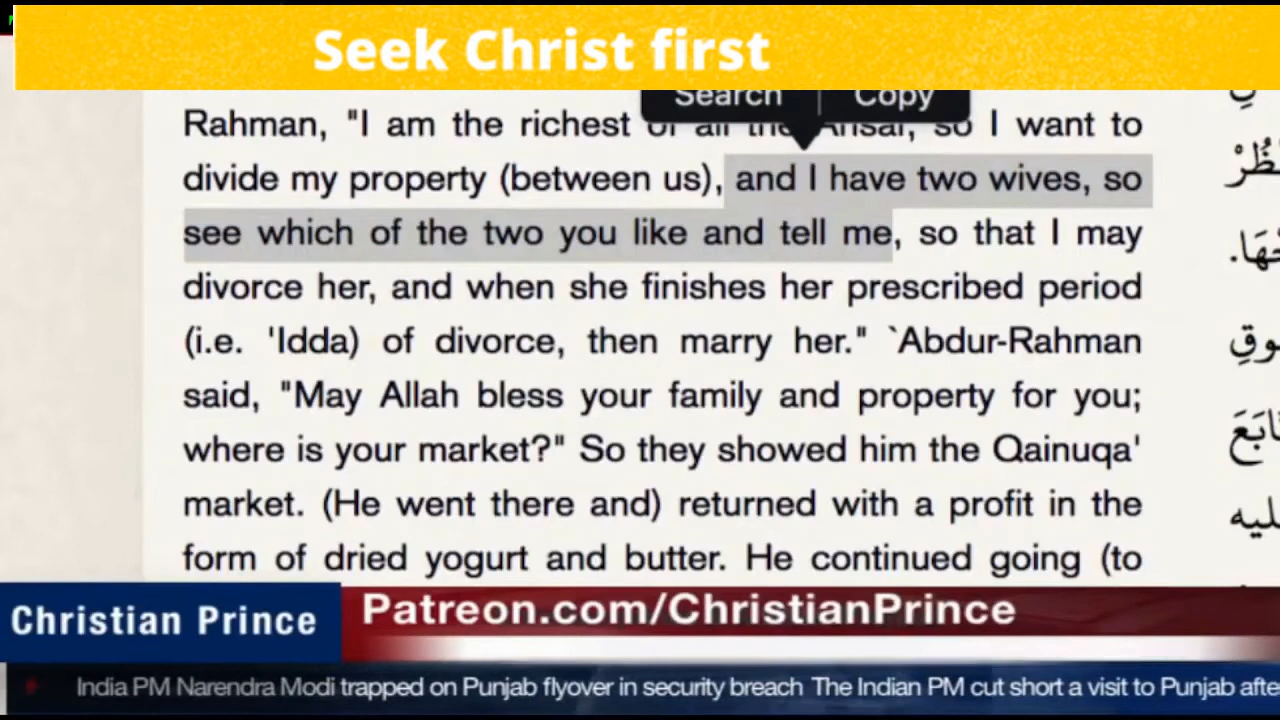 Seek Christ first
Search Copy
Rahman, "I am the richest of all the Ansar, so I want to
divide my property (between us), and I have two wives, so
see which of the two you like and tell me, so that I may
divorce her, and when she finishes her prescribed period
(i.e. 'Idda) of divorce, then marry her." `Abdur-Rahman
said, "May Allah bless your family and property for you;
where is your market?" So they showed him the Qainuqa'
market. (He went there and) returned with a profit in the
form of dried yogurt and butter. He continued going (to
Christian Prince
Patreon.com/ChristianPrince
India PM Narendra Modi trapped on Punjab flyover in security breach The Indian PM cut short a visit to Punjab afte